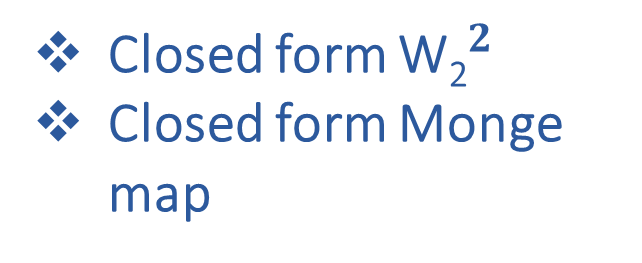 ❖ Closed form W₂²
❖ Closed form Monge
map